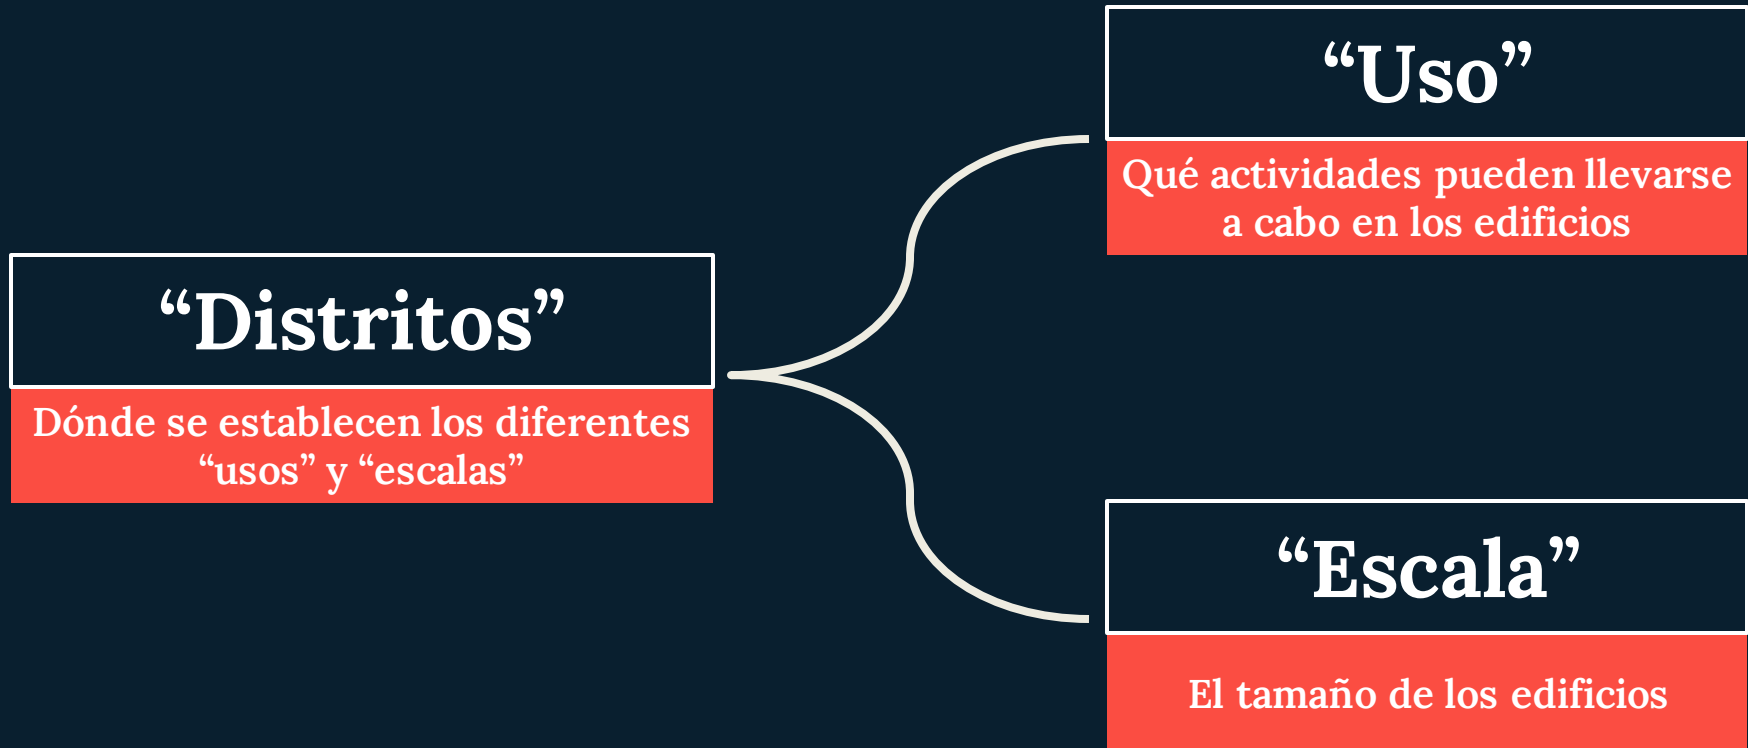 “Distritos”
Dónde se establecen los diferentes
“usos” y “escalas”
“Uso”
Qué actividades pueden llevarse
a cabo en los edificios
“Escala”
El tamaño de los edificios